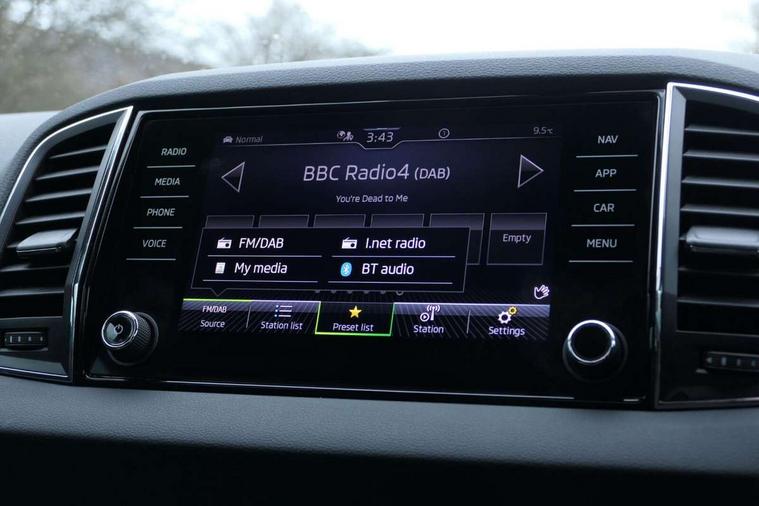 Normal
3:43
9.5°C
RADIO
MEDIA
PHONE
VOICE
BBC Radio4 (DAB)
You're Dead to Me
NAV
APP
CAR
MENU
Empty
FM/DAB
I.net radio
My media
BT audio
FM/DAB
Source
Station list
Preset list
Station
Settings